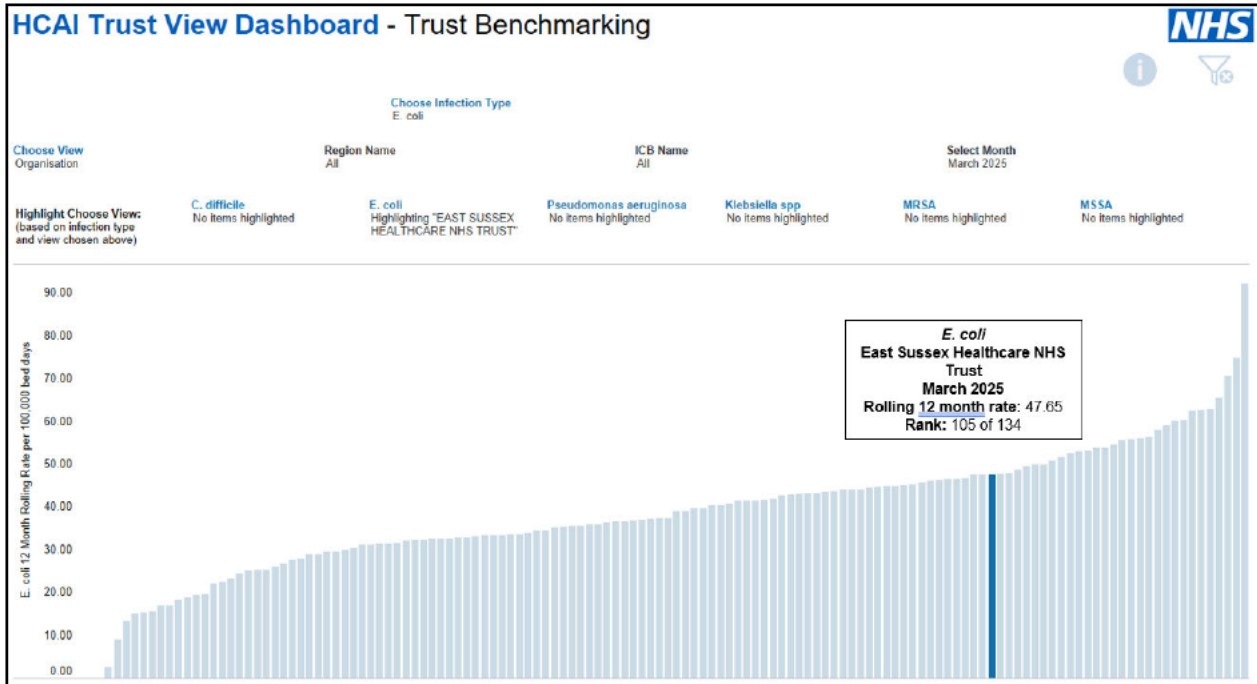 HCAI Trust View Dashboard - Trust Benchmarking
NHS
i
Choose Infection Type
E. coli
Choose View
Organisation
Region Name
All
ICB Name
All
Select Month
March 2025
Highlight Choose View:
(based on infection type
and view chosen above)
C. difficile
No items highlighted
E. coli
Highlighting "EAST SUSSEX
HEALTHCARE NHS TRUST"
Pseudomonas aeruginosa
No items highlighted
Klebsiella spp
No items highlighted
MRSA
No items highlighted
MSSA
No items highlighted
E. coli 12 Month Rolling Rate per 100,000 bed days
90.00
80.00
70.00
60.00
50.00
40.00
30.00
20.00
10.00
0.00
E. coli
East Sussex Healthcare NHS
Trust
March 2025
Rolling 12 month rate: 47.65
Rank: 105 of 134